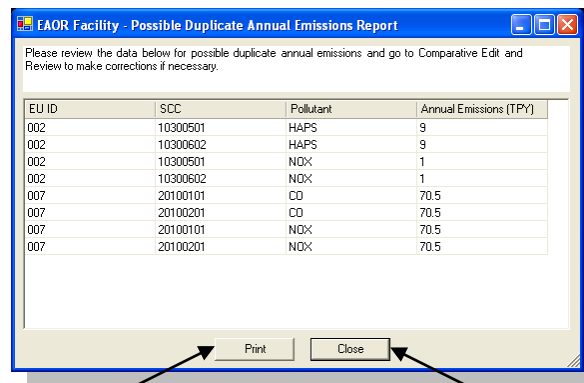 EAOR Facility - Possible Duplicate Annual Emissions Report
Please review the data below for possible duplicate annual emissions and go to Comparative Edit and
Review to make corrections if necessary.
EU ID SCC Pollutant Annual Emissions (TPY)
002 10300501 HAPS 9
002 10300602 HAPS 9
002 10300501 NOX 1
002 10300602 NOX 1
007 20100101 CO 70.5
007 20100201 CO 70.5
007 20100101 NOX 70.5
007 20100201 NOX 70.5
Print Close